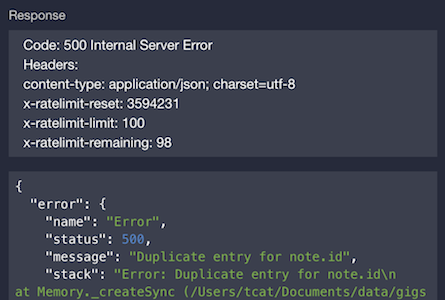 Response
Code: 500 Internal Server Error
Headers:
content-type: application/json; charset=utf-8
x-ratelimit-reset: 3594231
x-ratelimit-limit: 100
x-ratelimit-remaining: 98
{
"error": {
"name": "Error",
"status": 500,
"message": "Duplicate entry for note.id",
"stack": "Error: Duplicate entry for note.id\n
at Memory._createSync (/Users/tcat/Documents/data/gigs